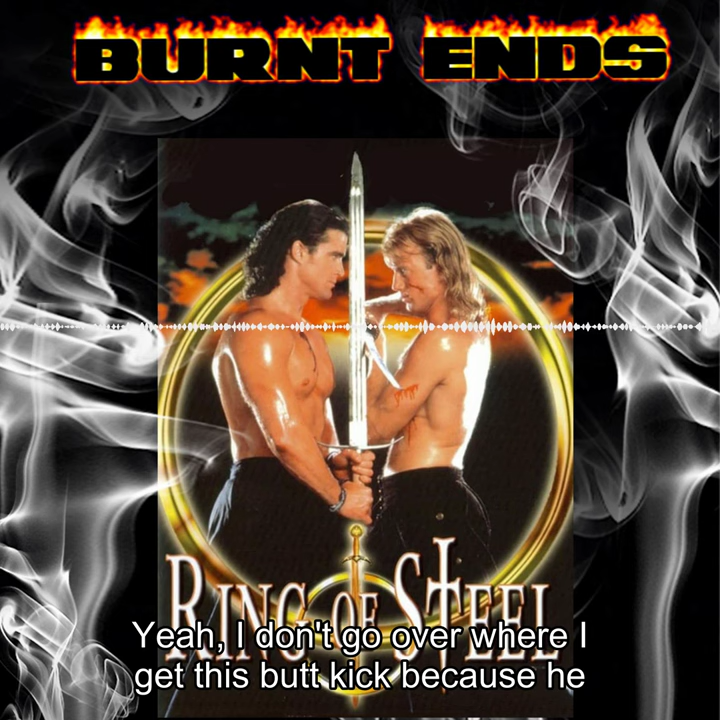 BURNT ENDS
RING OF STEEL
Yeah, I don't go over where I
get this butt kick because he